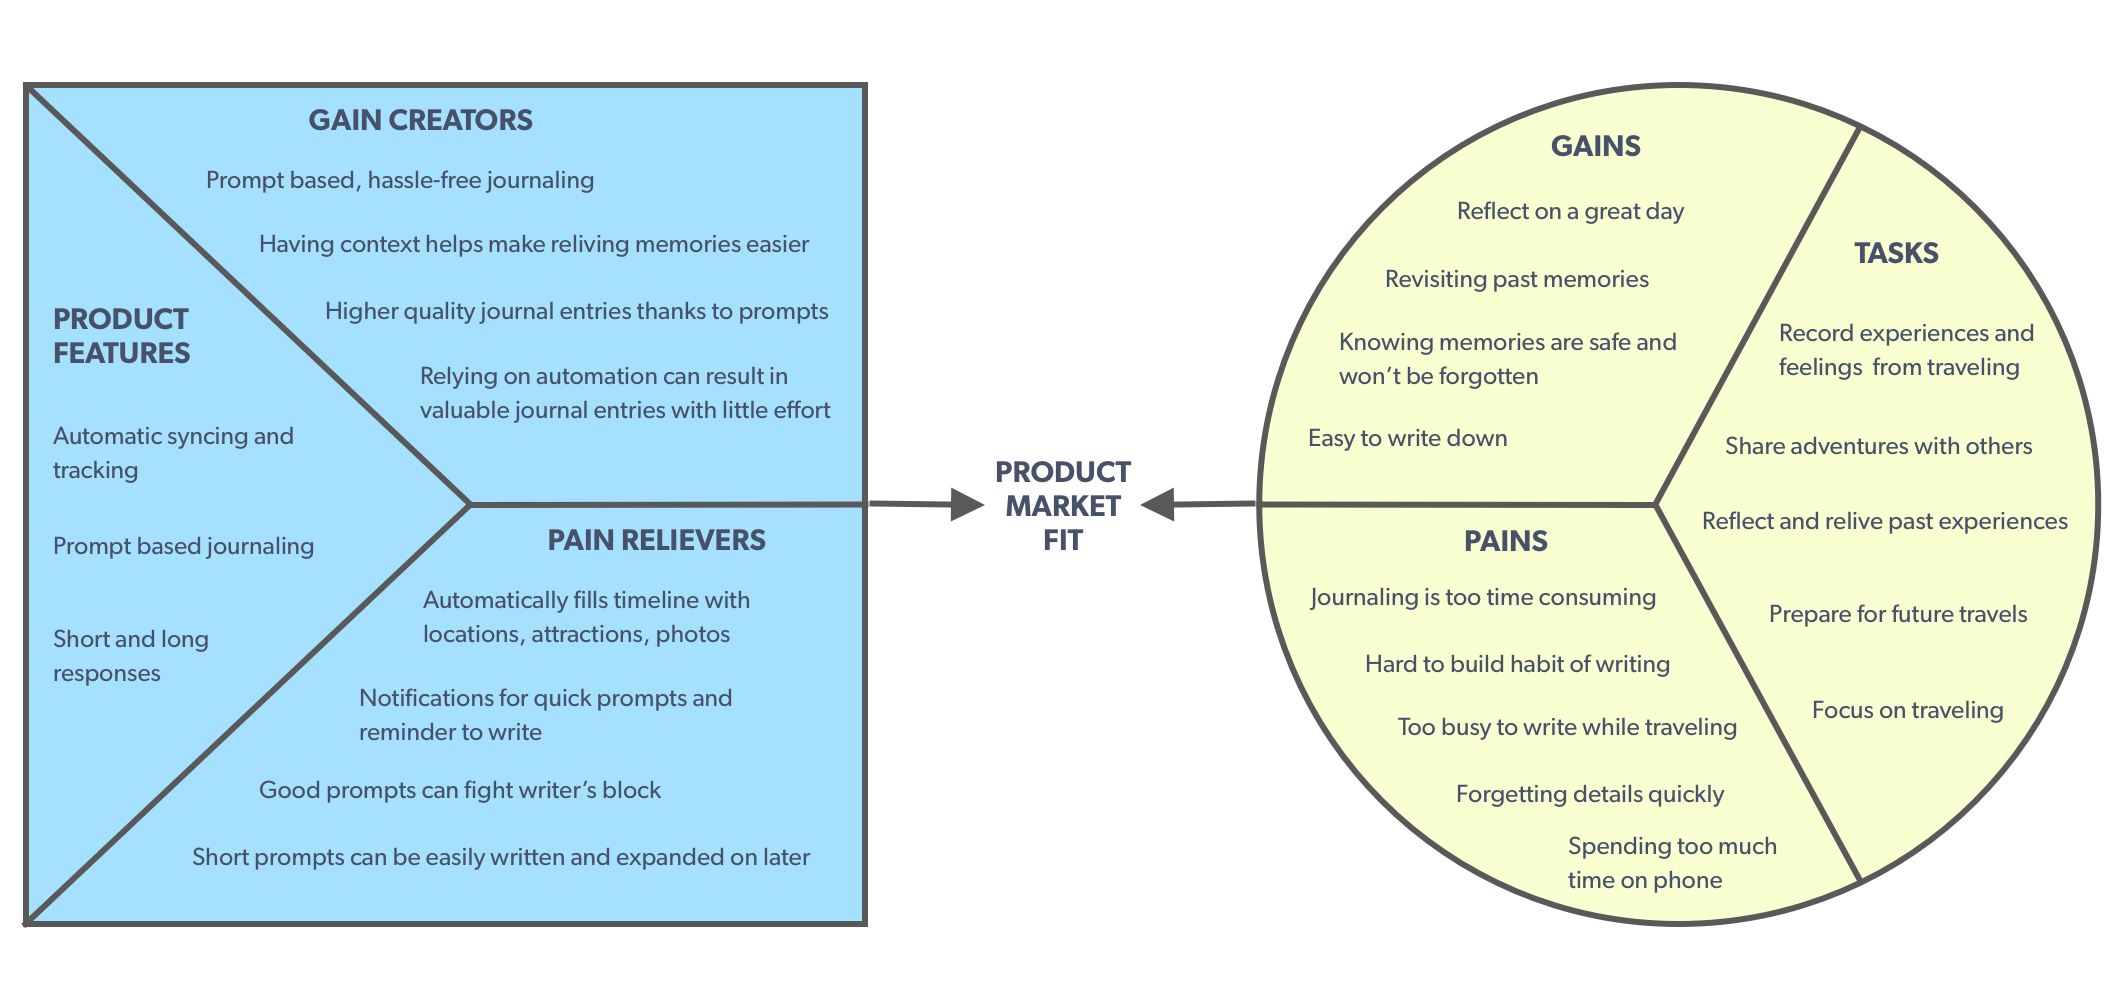 GAIN CREATORS
Prompt based, hassle-free journaling
Having context helps make reliving memories easier
Higher quality journal entries thanks to prompts
Relying on automation can result in
valuable journal entries with little effort
PRODUCT
FEATURES
Automatic syncing and
tracking
Prompt based journaling
Short and long
responses
PAIN RELIEVERS
Automatically fills timeline with
locations, attractions, photos
Notifications for quick prompts and
reminder to write
Good prompts can fight writer’s block
Short prompts can be easily written and expanded on later
PRODUCT
MARKET
FIT
GAINS
Reflect on a great day
Revisiting past memories
Knowing memories are safe and
won’t be forgotten
Easy to write down
TASKS
Record experiences and
feelings  from traveling
Share adventures with others
Reflect and relive past experiences
Prepare for future travels
Focus on traveling
PAINS
Journaling is too time consuming
Hard to build habit of writing
Too busy to write while traveling
Forgetting details quickly
Spending too much
time on phone